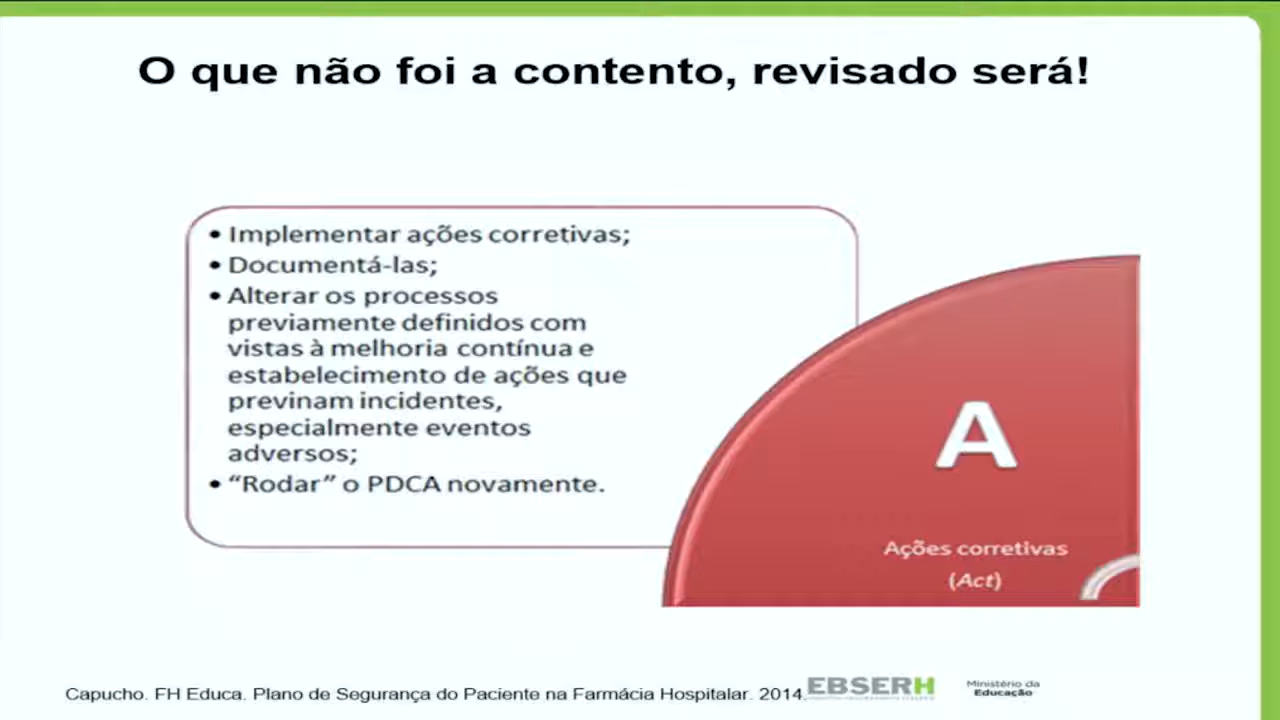 O que não foi a contento, revisado será!
• Implementar ações corretivas;
• Documentá-las;
• Alterar os processos
previamente definidos com
vistas à melhoria contínua e
estabelecimento de ações que
previnam incidentes,
especialmente eventos
adversos;
• “Rodar” o PDCA novamente.
A
Ações corretivas
(Act)
Capucho. FH Educa. Plano de Segurança do Paciente na Farmácia Hospitalar. 2014.
EBSERH
Ministério da
Educação